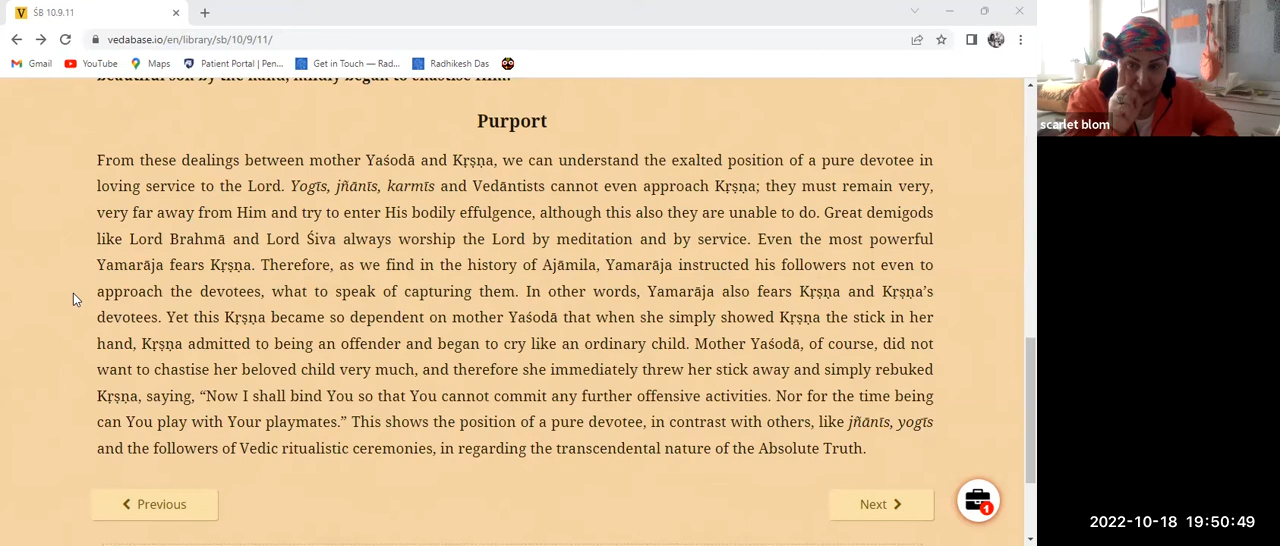 ŚB 10.9.11
vedabase.io/en/library/sb/10/9/11/
Gmail YouTube Maps Patient Portal | Pen... Get in Touch — Rad... Radhikesh Das
beautiful son by the hand, mildly began to chastise Him.
scarlet blom
Purport
From these dealings between mother Yaśodā and Kṛṣṇa, we can understand the exalted position of a pure devotee in
loving service to the Lord. Yogīs, jñānīs, karmīs and Vedāntists cannot even approach Kṛṣṇa; they must remain very,
very far away from Him and try to enter His bodily effulgence, although this also they are unable to do. Great demigods
like Lord Brahmā and Lord Śiva always worship the Lord by meditation and by service. Even the most powerful
Yamarāja fears Kṛṣṇa. Therefore, as we find in the history of Ajāmila, Yamarāja instructed his followers not even to
approach the devotees, what to speak of capturing them. In other words, Yamarāja also fears Kṛṣṇa and Kṛṣṇa’s
devotees. Yet this Kṛṣṇa became so dependent on mother Yaśodā that when she simply showed Kṛṣṇa the stick in her
hand, Kṛṣṇa admitted to being an offender and began to cry like an ordinary child. Mother Yaśodā, of course, did not
want to chastise her beloved child very much, and therefore she immediately threw her stick away and simply rebuked
Kṛṣṇa, saying, “Now I shall bind You so that You cannot commit any further offensive activities. Nor for the time being
can You play with Your playmates.” This shows the position of a pure devotee, in contrast with others, like jñānīs, yogīs
and the followers of Vedic ritualistic ceremonies, in regarding the transcendental nature of the Absolute Truth.
Previous
Next
1
2022-10-18 19:50:49